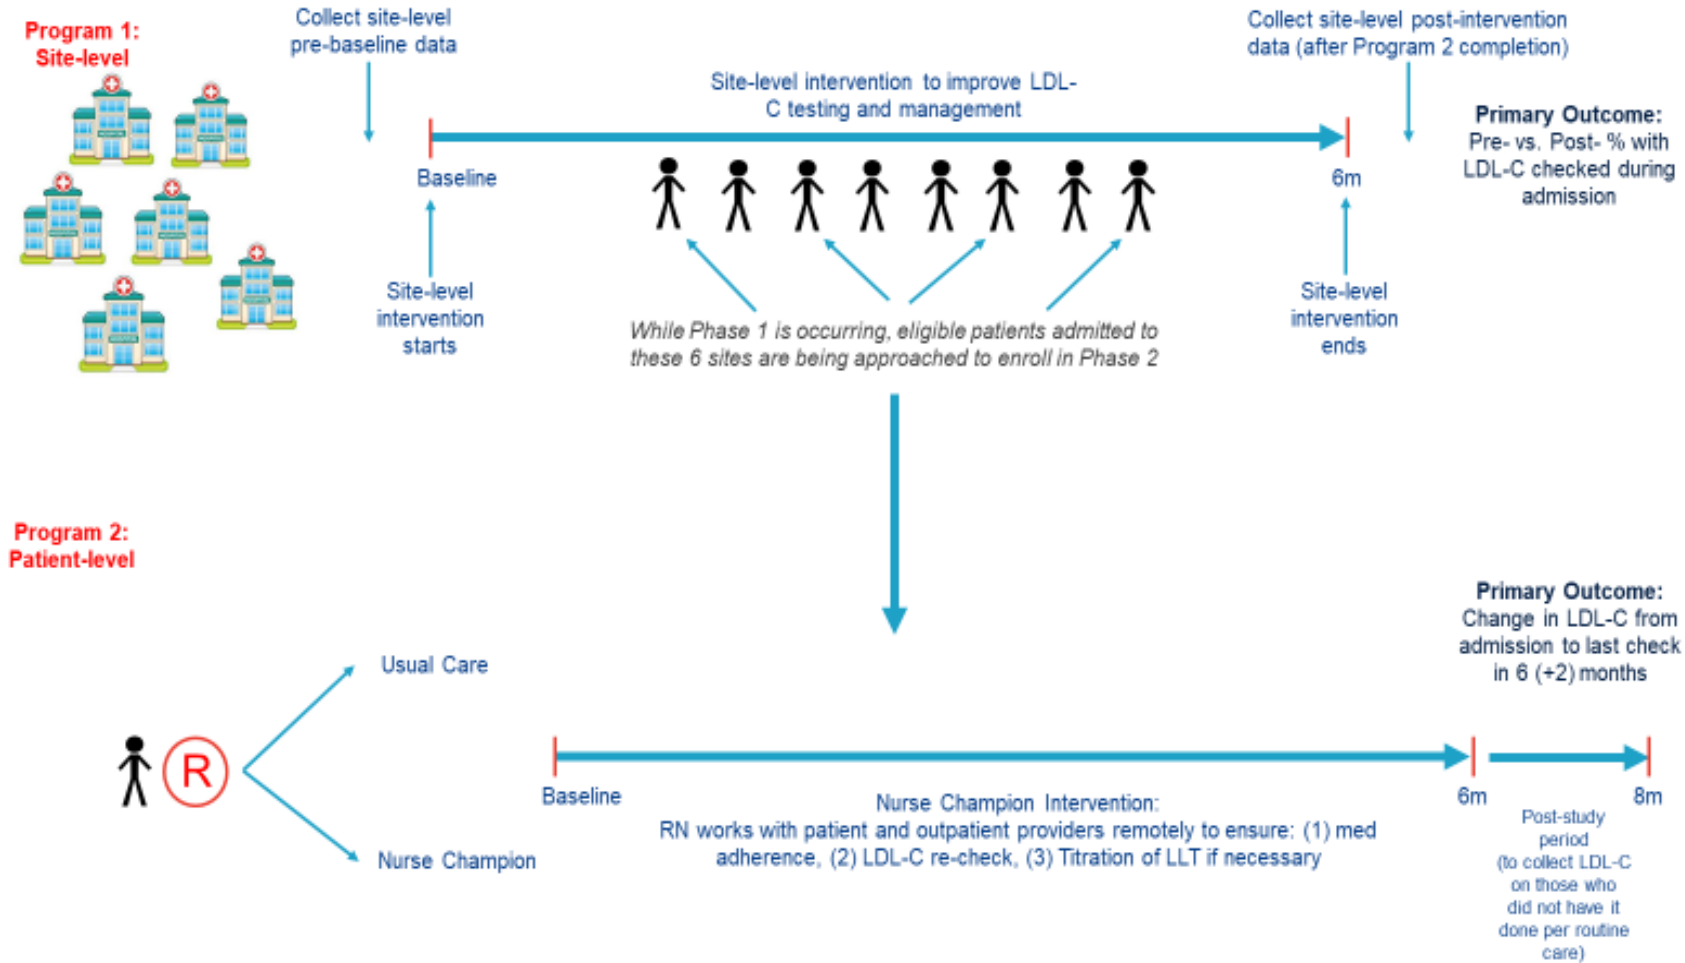 Program 1:
Site-level
Collect site-level
pre-baseline data
Site-level intervention to improve LDL-
C testing and management
Collect site-level post-intervention
data (after Program 2 completion)
Primary Outcome:
Pre- vs. Post- % with
LDL-C checked during
admission
Baseline
6m
Site-level
intervention
starts
While Phase 1 is occurring, eligible patients admitted to
these 6 sites are being approached to enroll in Phase 2
Site-level
intervention
ends
Program 2:
Patient-level
Usual Care
R
Nurse Champion
Baseline
Nurse Champion Intervention:
RN works with patient and outpatient providers remotely to ensure: (1) med
adherence, (2) LDL-C re-check, (3) Titration of LLT if necessary
Primary Outcome:
Change in LDL-C from
admission to last check
in 6 (+2) months
6m
8m
Post-study
period
(to collect LDL-C
on those who
did not have it
done per routine
care)